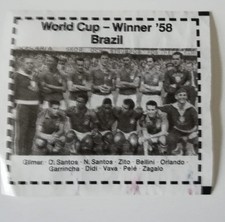 World Cup – Winner '58
Brazil
Gilmar · D. Santos · N. Santos · Zito · Bellini · Orlando ·
Garrincha · Didi · Vava · Pelé · Zagalo